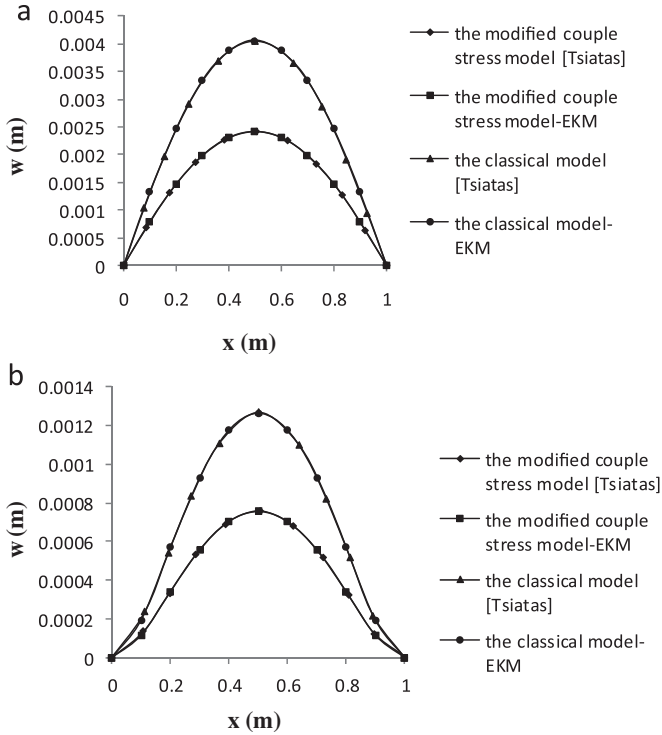 a
0.0045
0.004
0.0035
0.003
0.0025
0.002
0.0015
0.001
0.0005
0
w (m)
0 0.2 0.4 0.6 0.8 1
x (m)
the modified couple
stress model [Tsiatas]
the modified couple
stress model-EKM
the classical model
[Tsiatas]
the classical model-
EKM
b
0.0014
0.0012
0.001
0.0008
0.0006
0.0004
0.0002
0
w (m)
0 0.2 0.4 0.6 0.8 1
x (m)
the modified couple
stress model [Tsiatas]
the modified couple
stress model-EKM
the classical model
[Tsiatas]
the classical model-
EKM